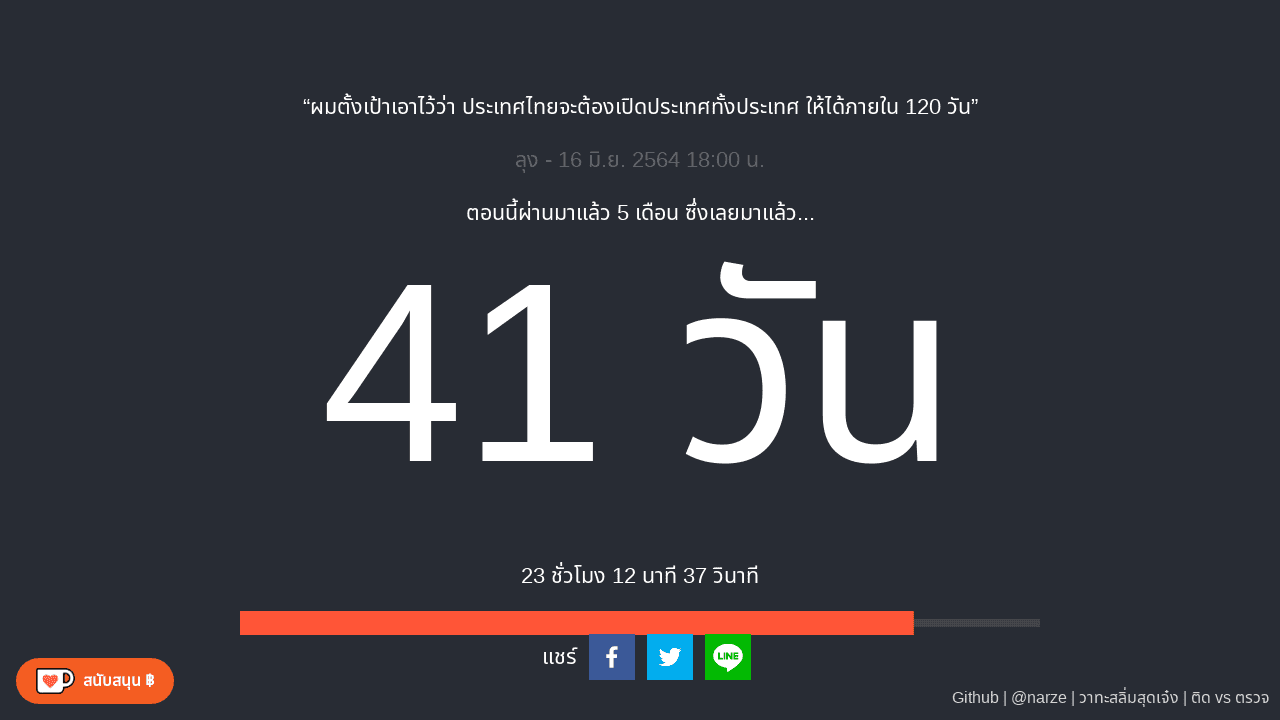 “ผมตั้งเป้าเอาไว้ว่า ประเทศไทยจะต้องเปิดประเทศทั้งประเทศ ให้ได้ภายใน 120 วัน”
ลุง - 16 มิ.ย. 2564 18:00 น.
ตอนนี้ผ่านมาแล้ว 5 เดือน ซึ่งเลยมาแล้ว...
41 วัน
23 ชั่วโมง 12 นาที 37 วินาที
แชร์
LINE
สนับสนุน ฿
Github | @narze | วาทะสลิ่มสุดเจ๋ง | ติด vs ตรวจ